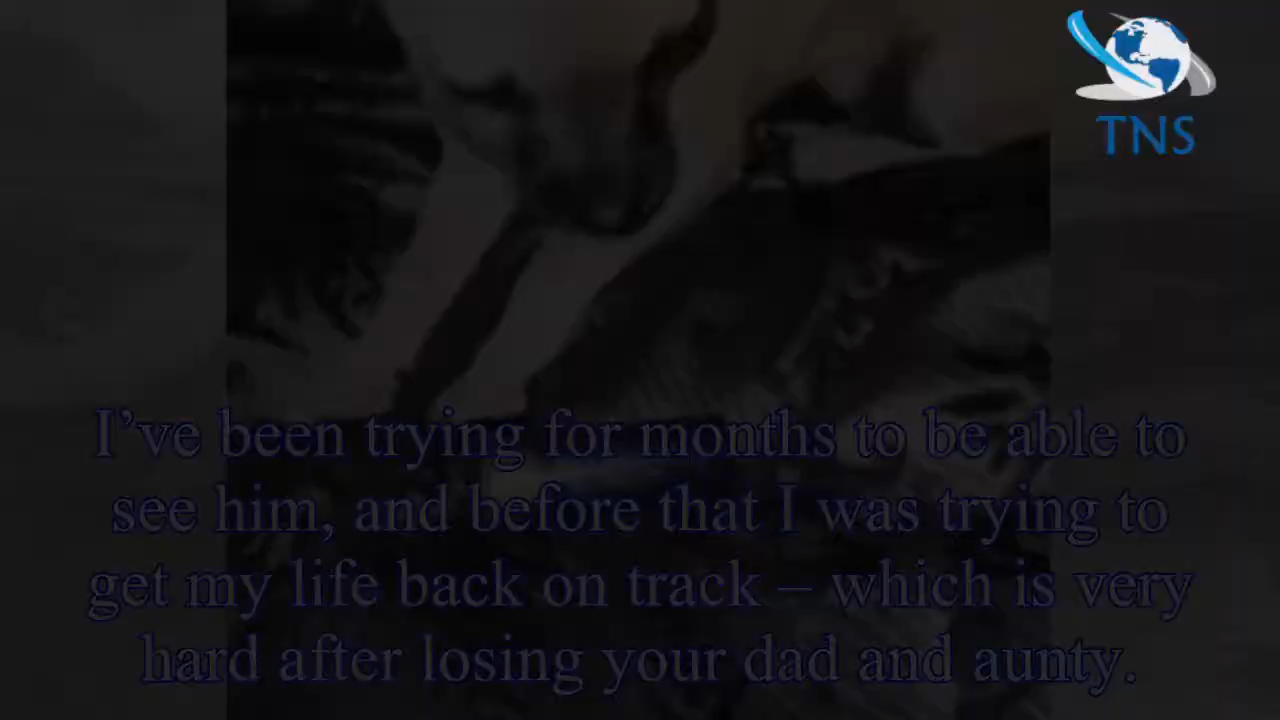 TNS
I've been trying for months to be able to
see him, and before that I was trying to
get my life back on track – which is very
hard after losing your dad and aunty.